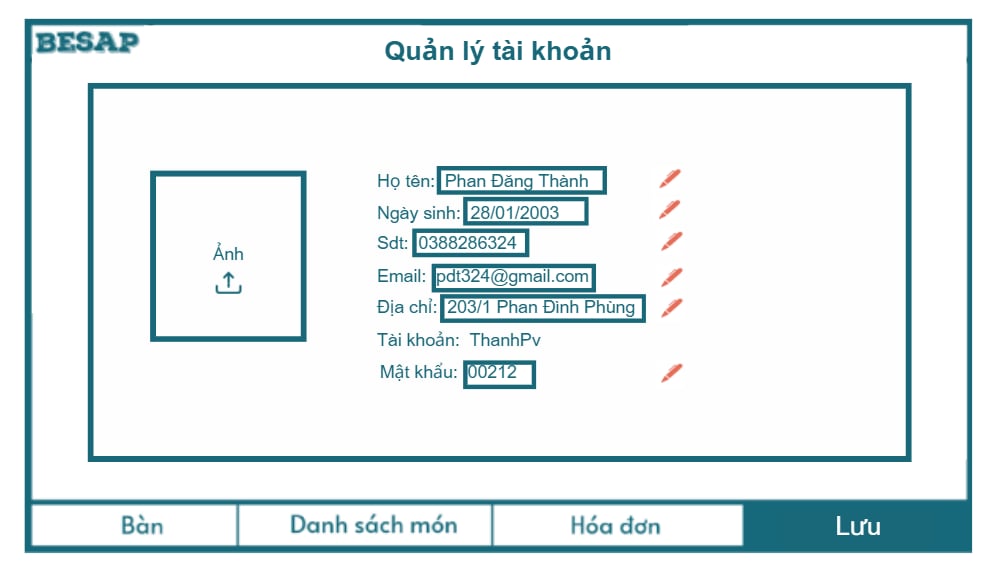 BESAP
Quản lý tài khoản
Ảnh
Họ tên: Phan Đăng Thành
Ngày sinh: 28/01/2003
Sdt: 0388286324
Email: pdt324@gmail.com
Địa chỉ: 203/1 Phan Đình Phùng
Tài khoản: ThanhPv
Mật khẩu: 00212
Bàn
Danh sách món
Hóa đơn
Lưu